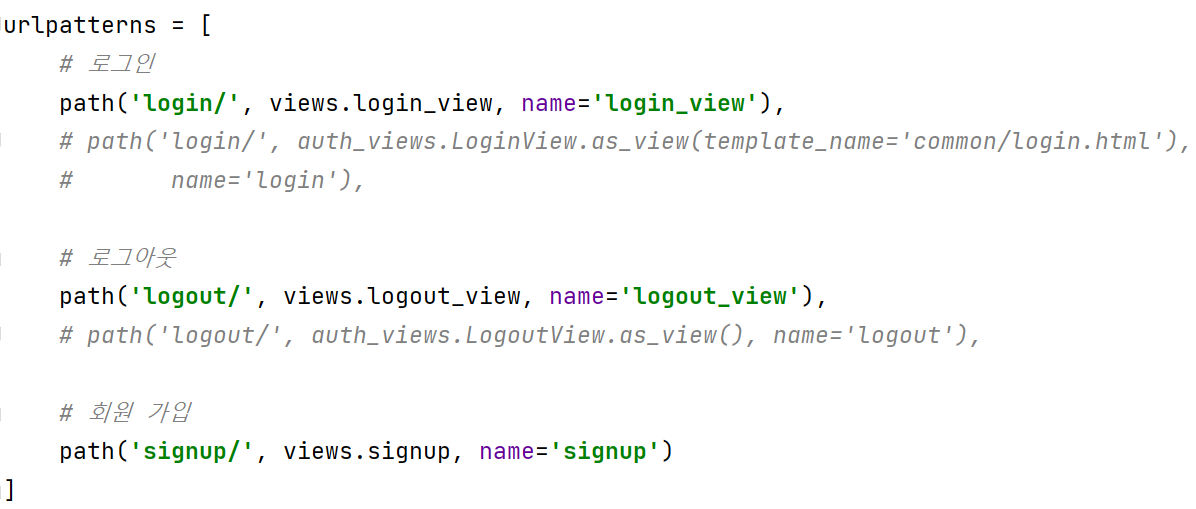 urlpatterns = [
    # 로그인
    path('login/', views.login_view, name='login_view'),
    # path('login/', auth_views.LoginView.as_view(template_name='common/login.html'),
    #       name='login'),
    # 로그아웃
    path('logout/', views.logout_view, name='logout_view'),
    # path('logout/', auth_views.LogoutView.as_view(), name='logout'),
    # 회원 가입
    path('signup/', views.signup, name='signup')
]